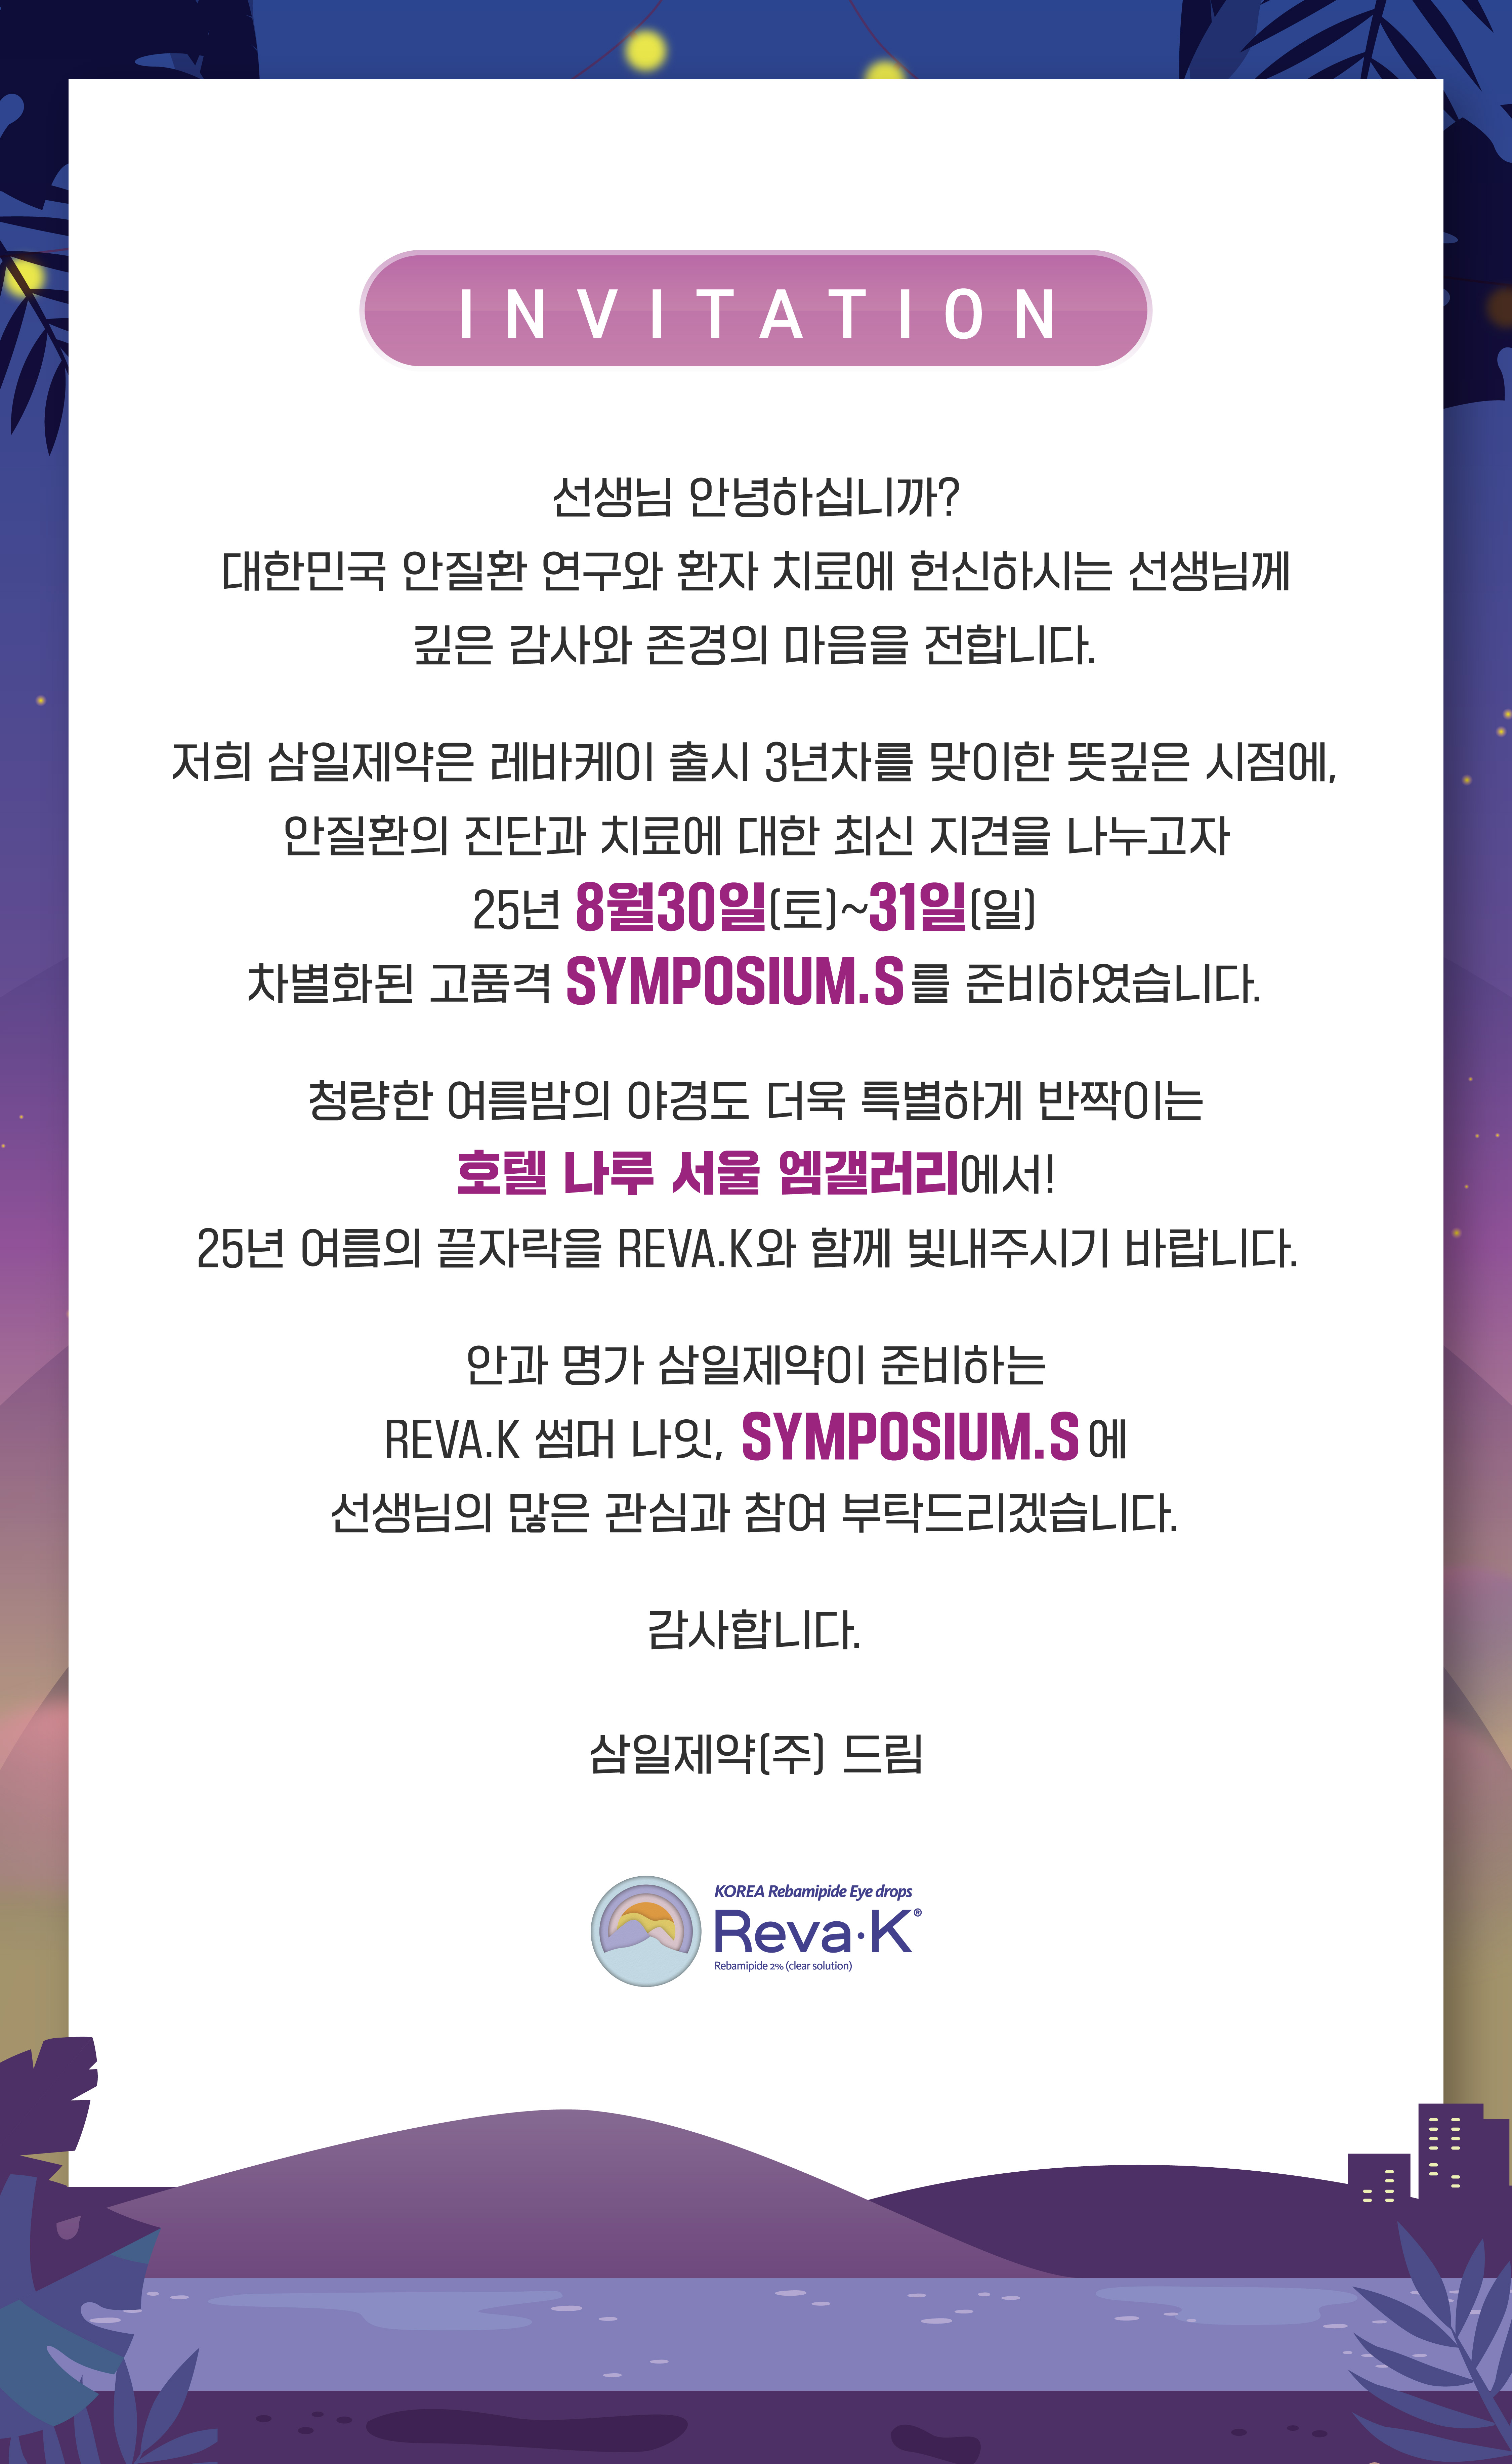 INVITATION
선생님 안녕하십니까?
대한민국 안질환 연구와 환자 치료에 헌신하시는 선생님께
깊은 감사와 존경의 마음을 전합니다.
저희 삼일제약은 레바케이 출시 3년차를 맞이한 뜻깊은 시점에,
안질환의 진단과 치료에 대한 최신 지견을 나누고자
25년 8월30일(토)~31일(일)
차별화된 고품격 SYMPOSIUM.S를 준비하였습니다.
청량한 여름밤의 야경도 더욱 특별하게 반짝이는
호텔 나루 서울 엠갤러리에서!
25년 여름의 끝자락을 REVA.K와 함께 빛내주시기 바랍니다.
안과 명가 삼일제약이 준비하는
REVA.K 썸머 나잇, SYMPOSIUM.S에
선생님의 많은 관심과 참여 부탁드리겠습니다.
감사합니다.
삼일제약(주) 드림
KOREA Rebamipide Eye drops
Reva·K®
Rebamipide 2% (clear solution)